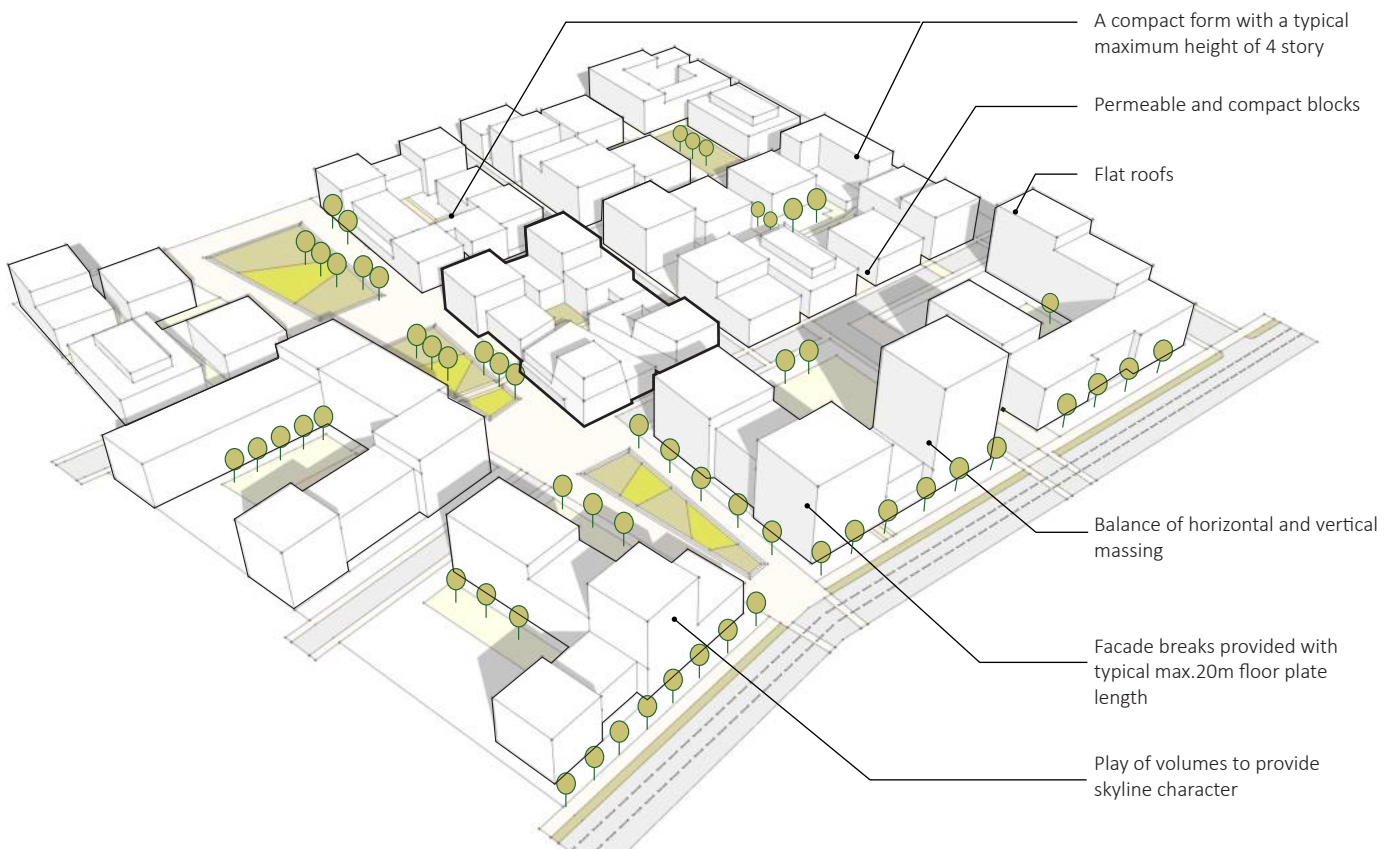 A compact form with a typical
maximum height of 4 story
Permeable and compact blocks
Flat roofs
Balance of horizontal and vertical
massing
Facade breaks provided with
typical max.20m floor plate
length
Play of volumes to provide
skyline character